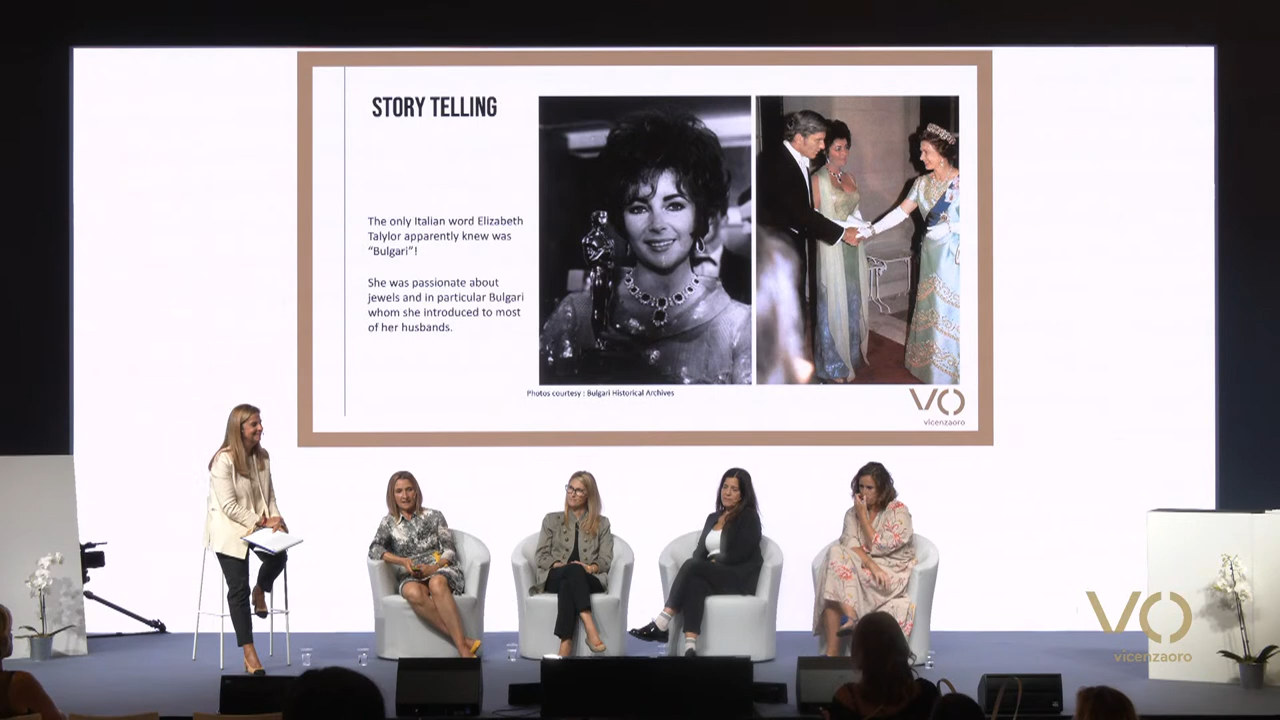 STORY TELLING
The only Italian word Elizabeth
Talylor apparently knew was
“Bulgari”!
She was passionate about
jewels and in particular Bulgari
whom she introduced to most
of her husbands.
Photos courtesy : Bulgari Historical Archives
VO
vicenzaoro
VO
vicenzaoro